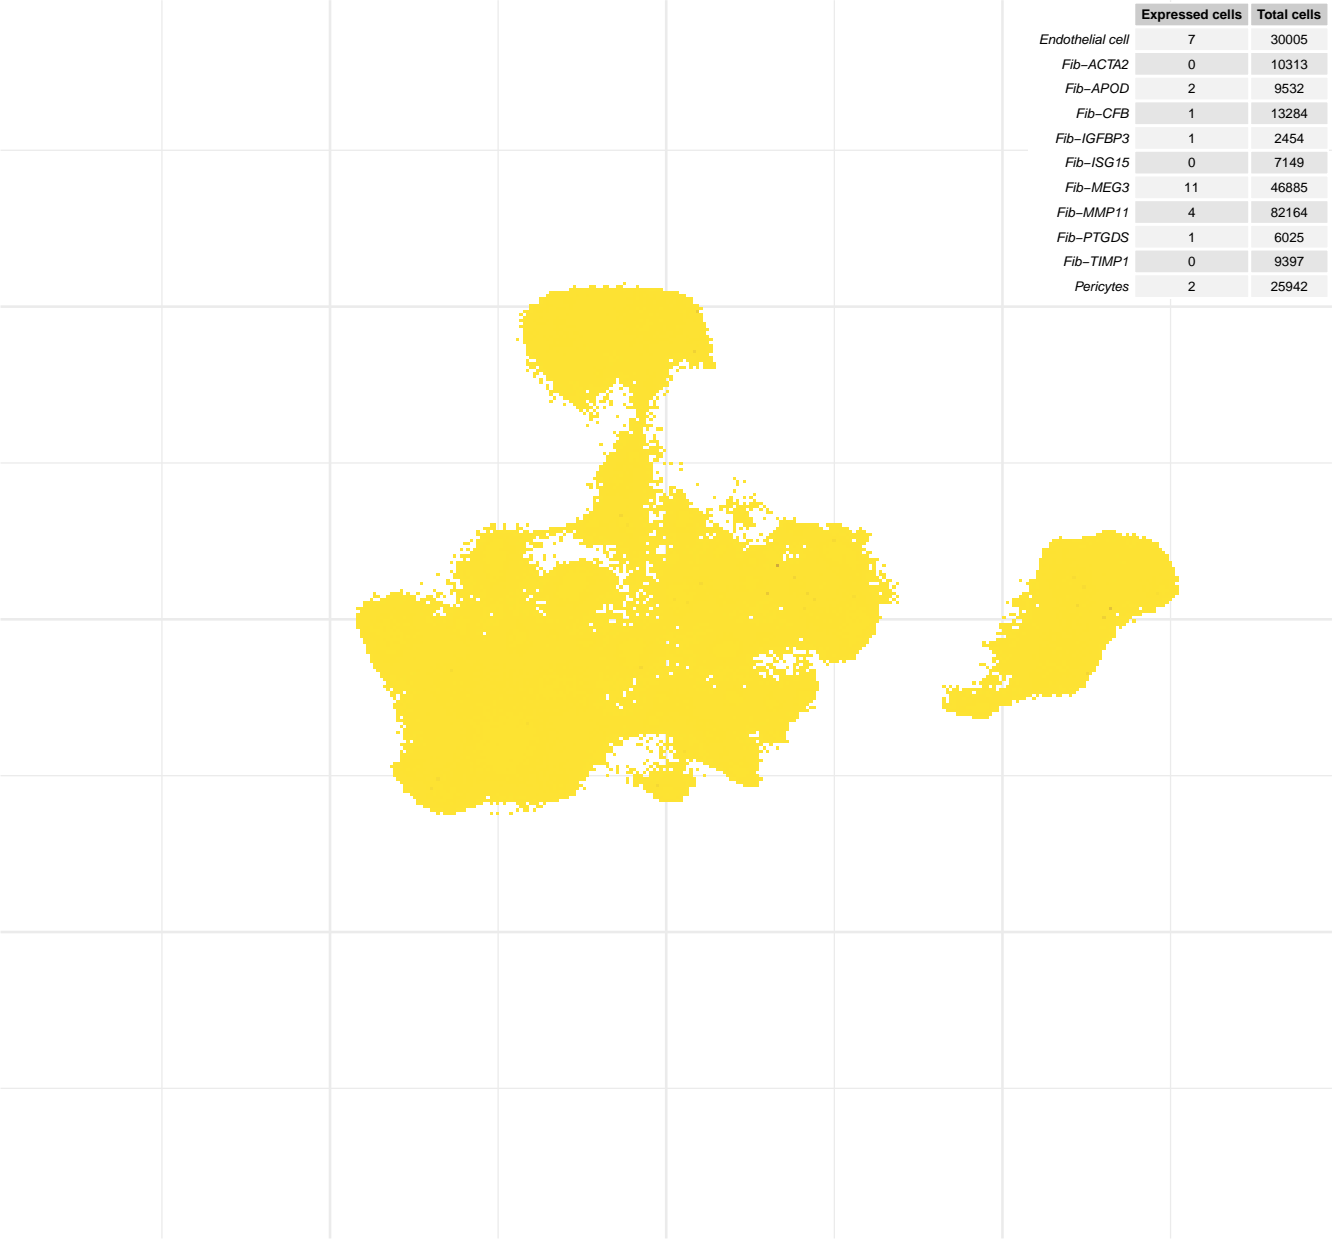 Expressed cells Total cells
Endothelial cell 7 30005
Fib−ACTA2 0 10313
Fib−APOD 2 9532
Fib−CFB 1 13284
Fib−IGFBP3 1 2454
Fib−ISG15 0 7149
Fib−MEG3 11 46885
Fib−MMP11 4 82164
Fib−PTGDS 1 6025
Fib−TIMP1 0 9397
Pericytes 2 25942